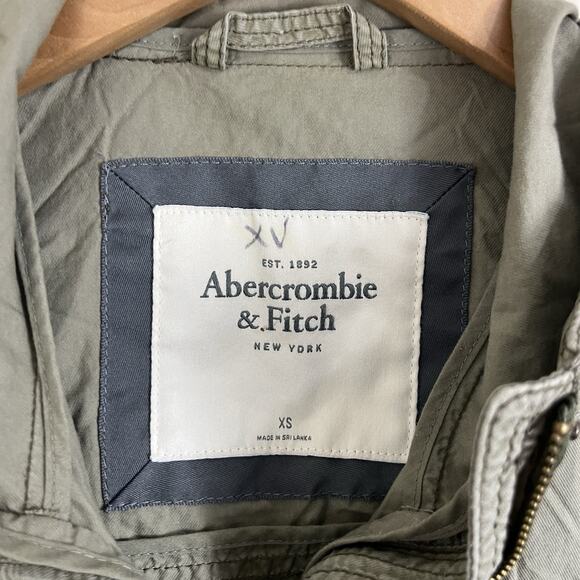 XV
EST. 1892
Abercrombie
& Fitch
NEW YORK
XS
MADE IN SRI LANKA